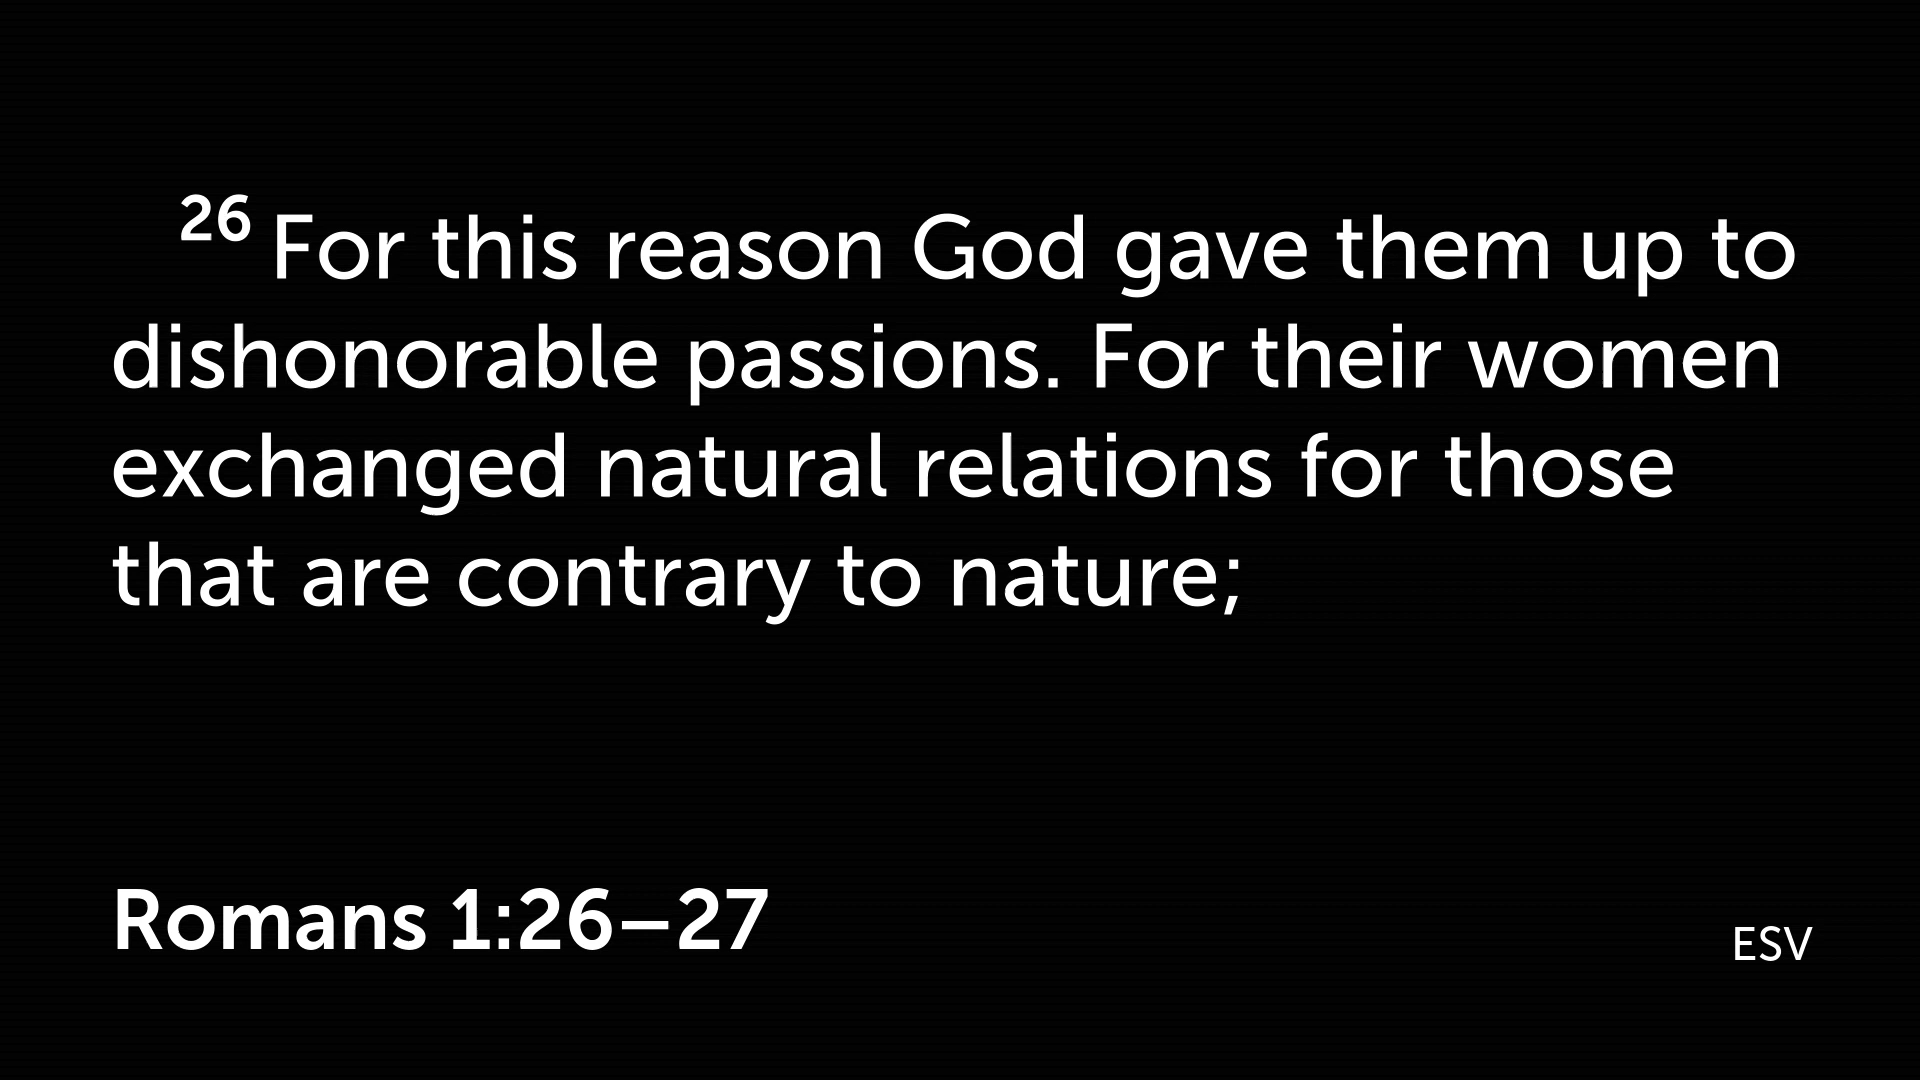 26 For this reason God gave them up to
dishonorable passions. For their women
exchanged natural relations for those
that are contrary to nature;
Romans 1:26–27
ESV